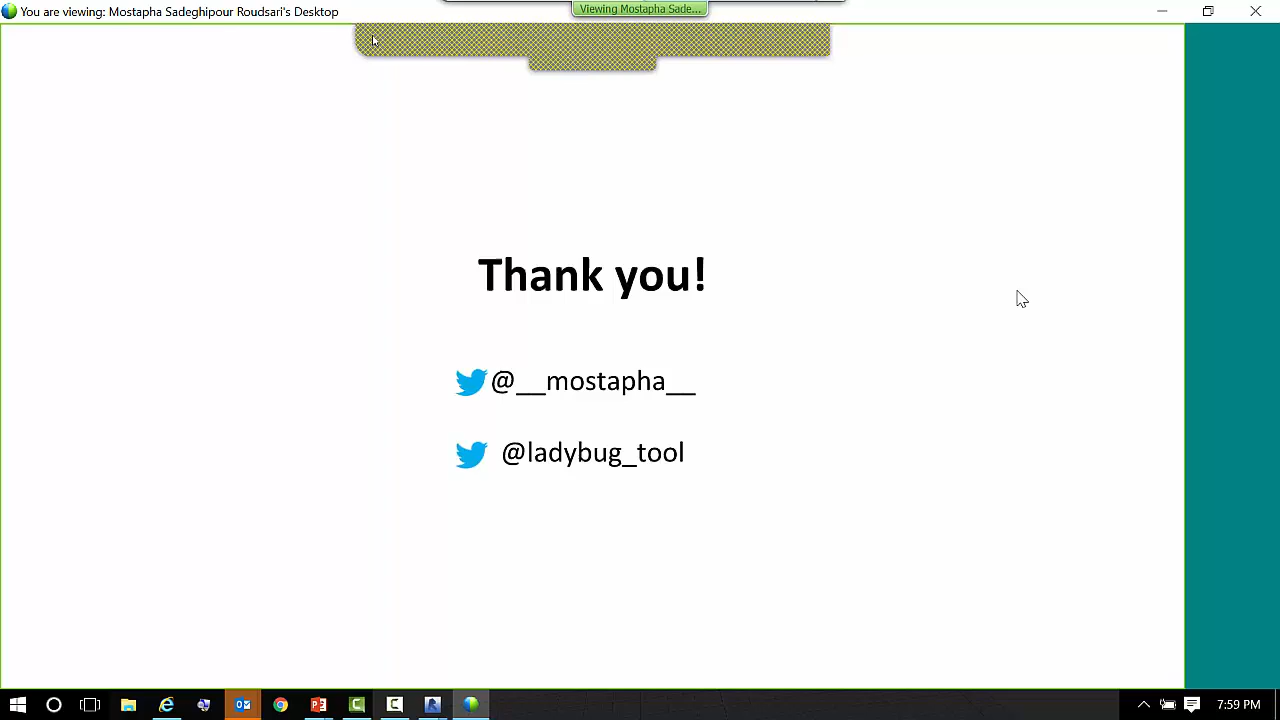 You are viewing: Mostapha Sadeghipour Roudsari's Desktop
Viewing Mostapha Sade...
Thank you!
@__mostapha__
@ladybug_tool
7:59 PM